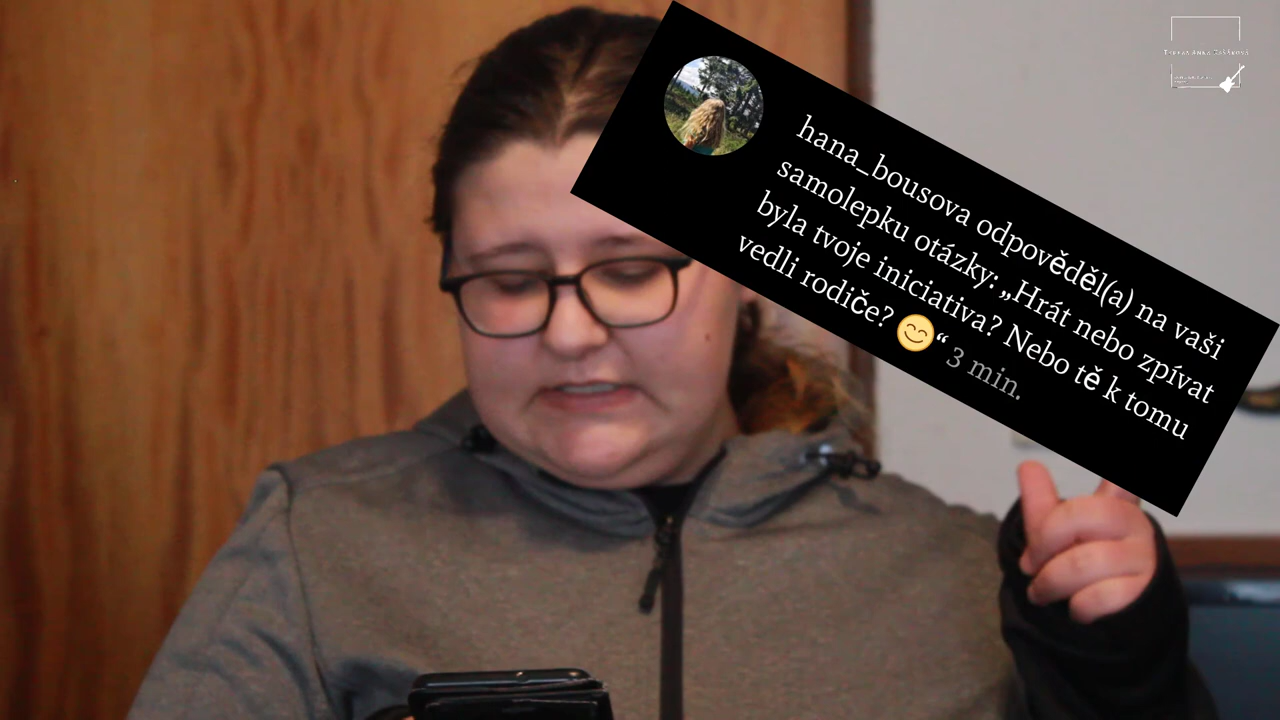 hana_bousova odpověděl(a) na vaši
samolepku otázky: „Hrát nebo zpívat
byla tvoje iniciativa? Nebo tě k tomu
vedli rodiče? 😊“ 3 min.